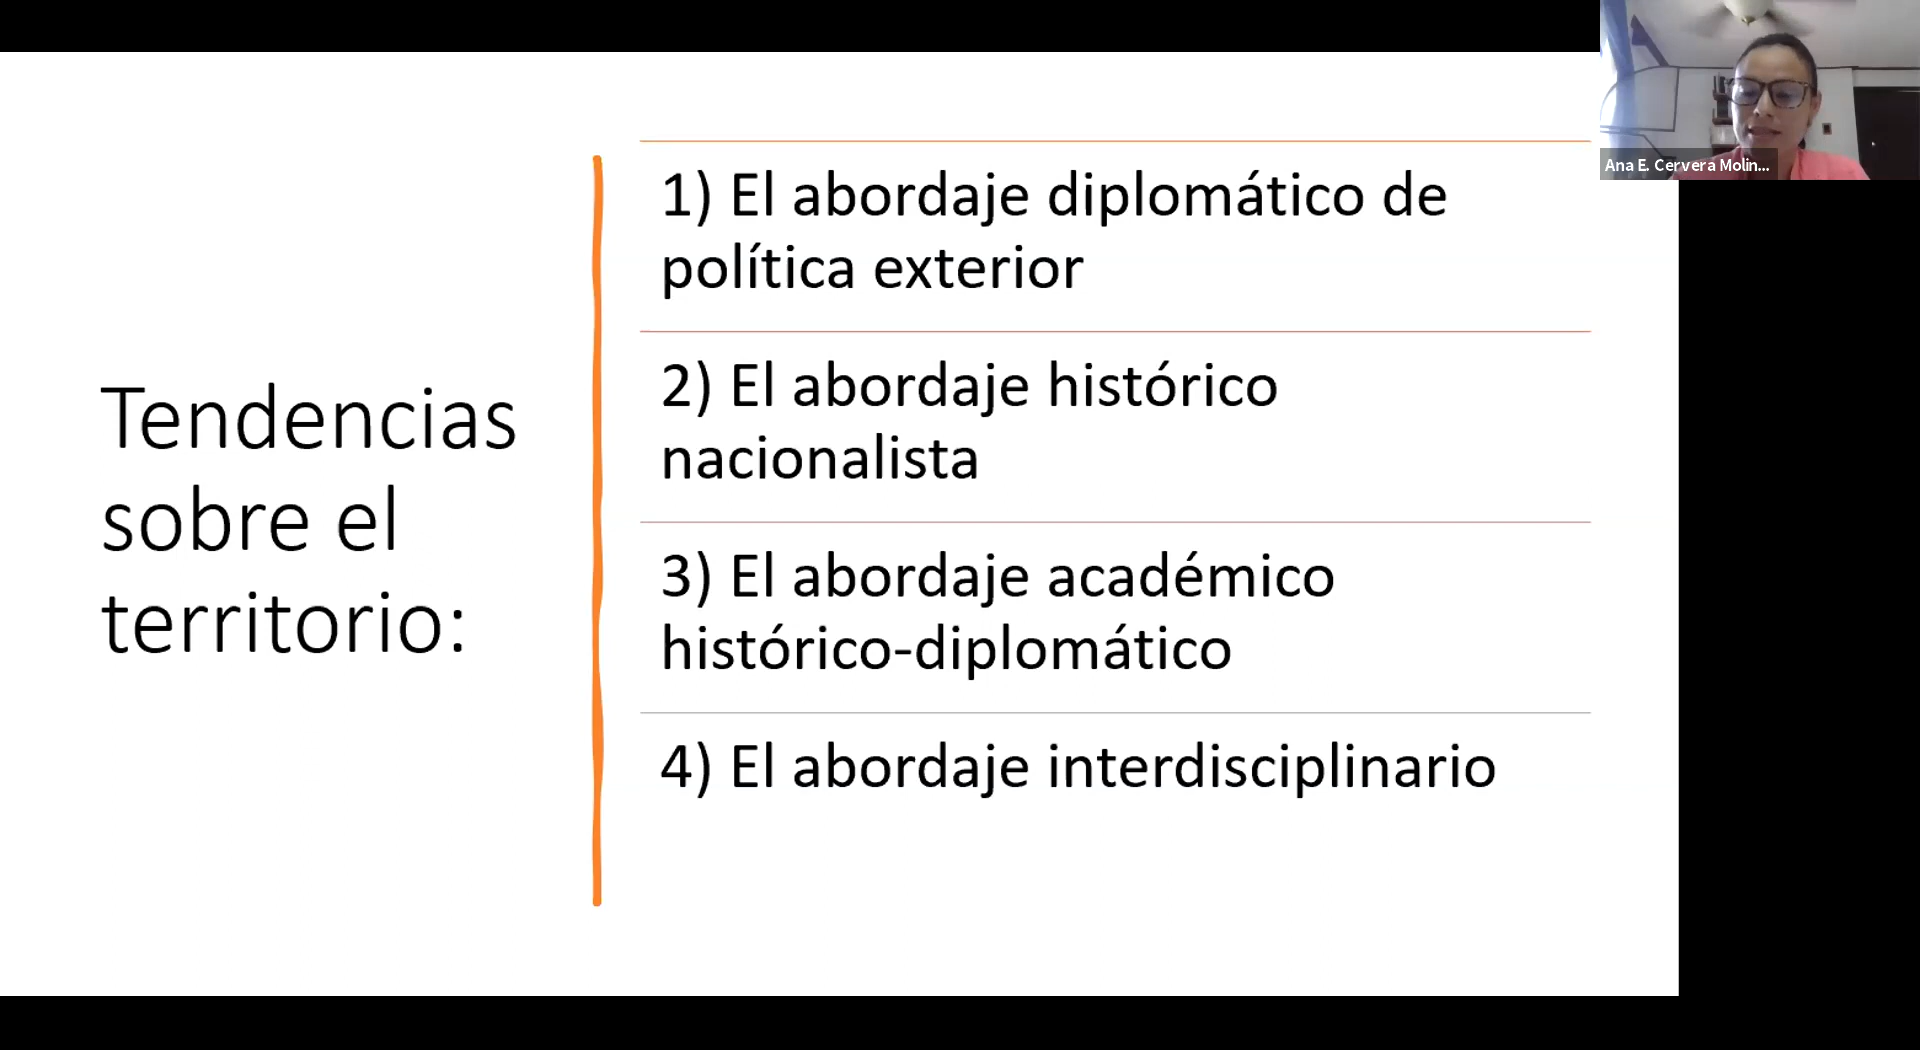 Tendencias
sobre el
territorio:
1) El abordaje diplomático de
política exterior
2) El abordaje histórico
nacionalista
3) El abordaje académico
histórico-diplomático
4) El abordaje interdisciplinario
Ana E. Cervera Molin...